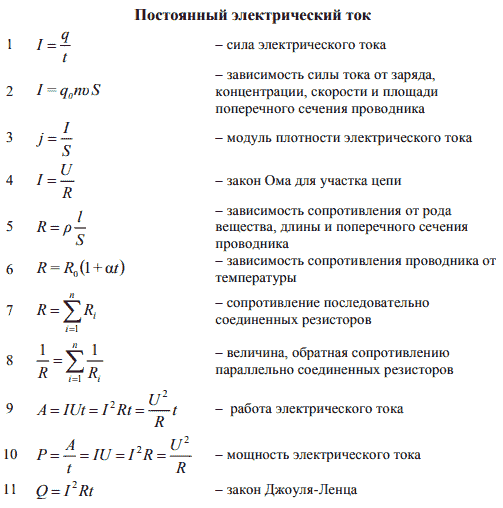 Постоянный электрический ток
1 I = q/t – сила электрического тока
2 I = q₀nυS – зависимость силы тока от заряда,
концентрации, скорости и площади
поперечного сечения проводника
3 j = I/S – модуль плотности электрического тока
4 I = U/R – закон Ома для участка цепи
5 R = ρ l/S – зависимость сопротивления от рода
вещества, длины и поперечного сечения
проводника
6 R = R₀(1+αt) – зависимость сопротивления проводника от
температуры
7 R = ∑ᵢ₌₁ⁿ Rᵢ – сопротивление последовательно
соединенных резисторов
8 1/R = ∑ᵢ₌₁ⁿ 1/Rᵢ – величина, обратная сопротивлению
параллельно соединенных резисторов
9 A = IUt = I²Rt = U²/R t – работа электрического тока
10 P = A/t = IU = I²R = U²/R – мощность электрического тока
11 Q = I²Rt – закон Джоуля-Ленца